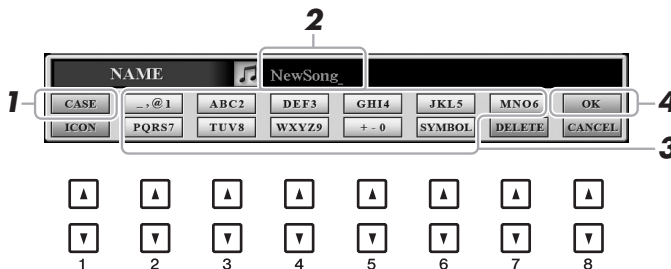 2
NAME NewSong_
1 CASE _,@1 ABC2 DEF3 GHI4 JKL5 MNO6 OK 4
ICON PQRS7 TUV8 WXYZ9 + - 0 SYMBOL DELETE CANCEL
3
1 2 3 4 5 6 7 8